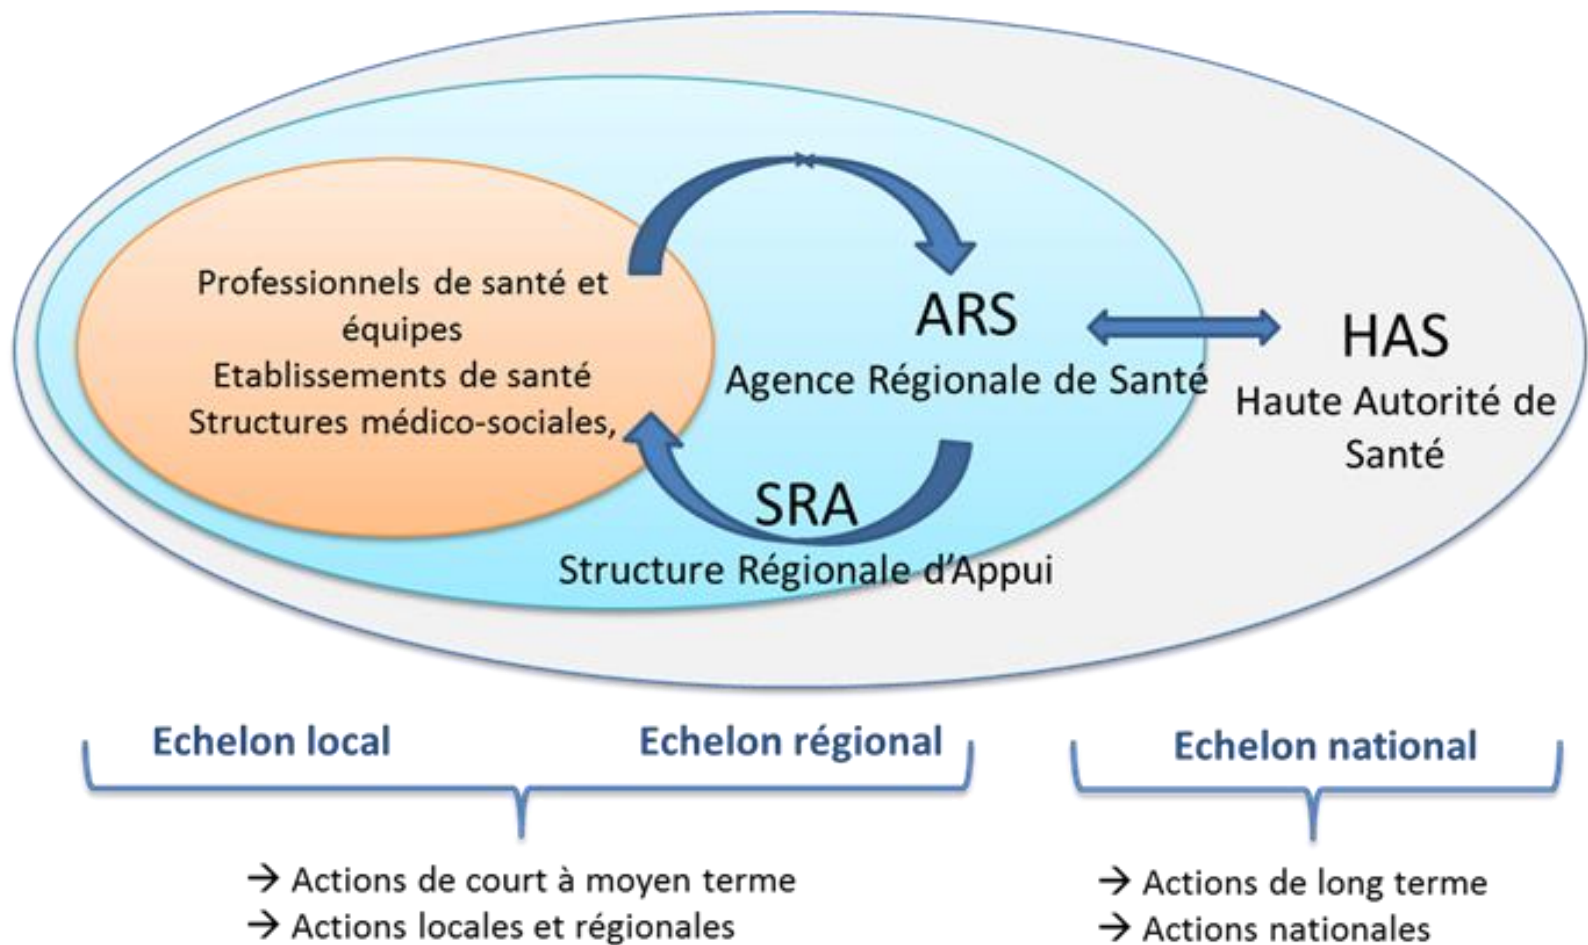 Professionnels de santé et
équipes
Etablissements de santé
Structures médico-sociales,
ARS
Agence Régionale de Santé
SRA
Structure Régionale d'Appui
HAS
Haute Autorité de
Santé
Echelon local
Echelon régional
Echelon national
→ Actions de court à moyen terme
→ Actions locales et régionales
→ Actions de long terme
→ Actions nationales